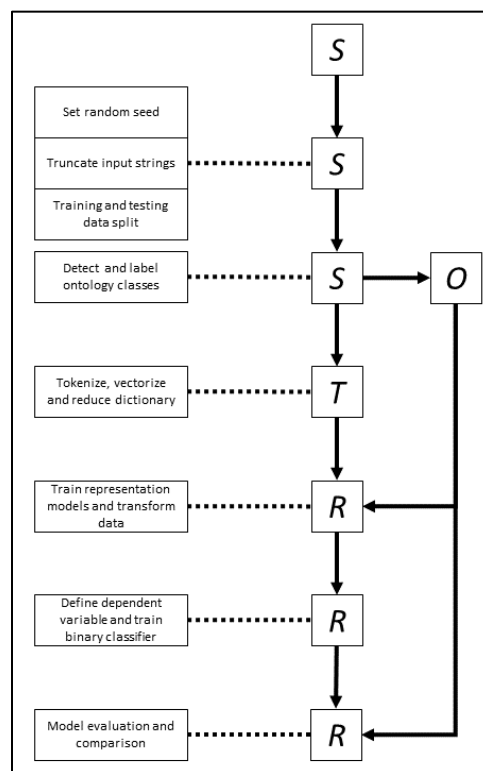 S
Set random seed
Truncate input strings
S
Training and testing
data split
Detect and label
ontology classes
S
O
Tokenize, vectorize
and reduce dictionary
T
Train representation
models and transform
data
R
Define dependent
variable and train
binary classifier
R
Model evaluation and
comparison
R